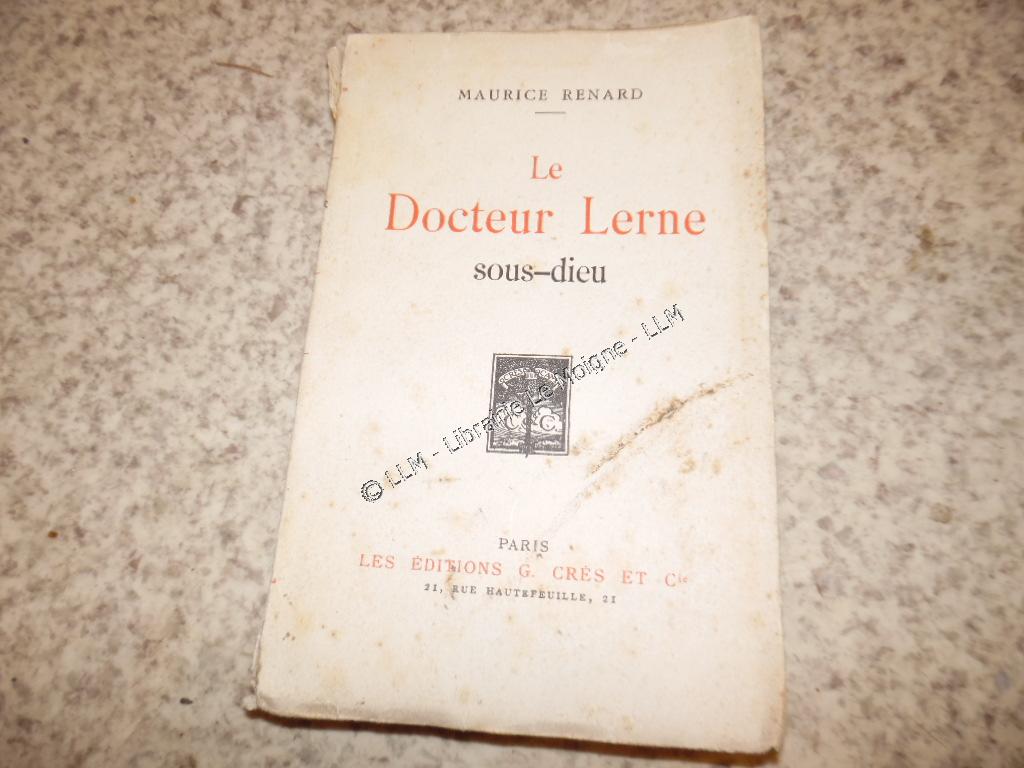 MAURICE RENARD
Le
Docteur Lerne
sous-dieu
C C
© LLM - Librairie Le Moigne - LLM
PARIS
LES ÉDITIONS G. CRÈS ET Cie
21, RUE HAUTEFEUILLE, 21